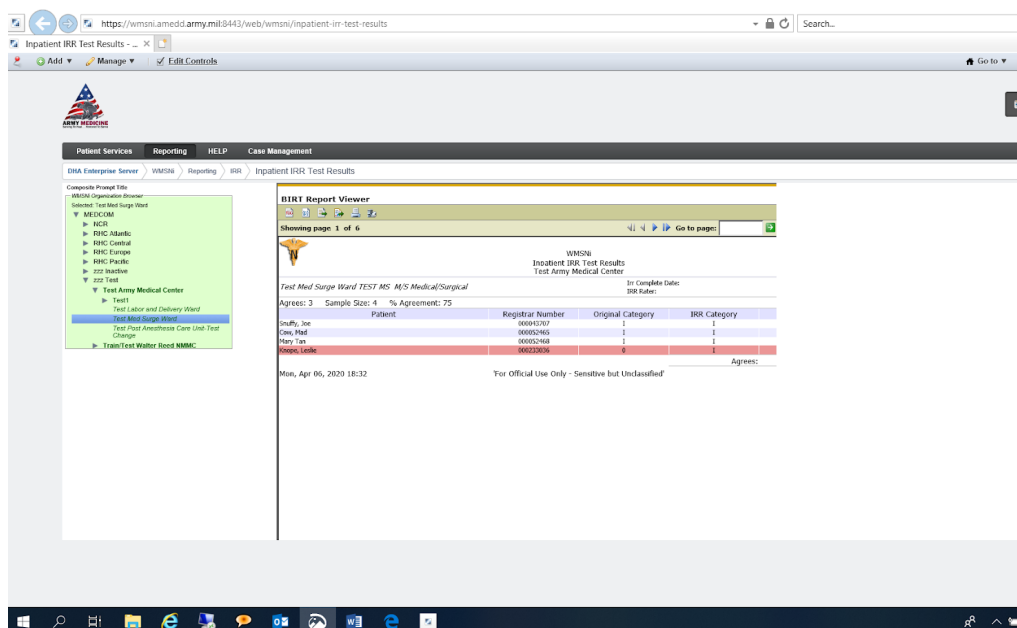 https://wmsni.amedd.army.mil:8443/web/wmsni/inpatient-irr-test-results
Search...
Inpatient IRR Test Results - ...
Add
Manage
Edit Controls
Go to
ARMY MEDICINE
Patient Services
Reporting
HELP
Case Management
DHA Enterprise Server
WMSNi
Reporting
IRR
Inpatient IRR Test Results
Composite Prompt Title
WMSNi Organization Browser
Selected: Test Med Surge Ward
MEDCOM
NCR
RHC Atlantic
RHC Central
RHC Europe
RHC Pacific
zzz Inactive
zzz Test
Test Army Medical Center
Test1
Test Labor and Delivery Ward
Test Med Surge Ward
Test Post Anesthesia Care Unit-Test
Change
Train/Test Walter Reed NMMC
BIRT Report Viewer
Showing page 1 of 6
Go to page:
N
WMSNi
Inpatient IRR Test Results
Test Army Medical Center
Test Med Surge Ward TEST MS M/S Medical/Surgical
Irr Complete Date:
IRR Rater:
Agrees: 3 Sample Size: 4 % Agreement: 75
Patient Registrar Number Original Category IRR Category
Snuffy, Joe 000043707 I I
Cow, Mad 000052465 I I
Mary Tan 000052468 I I
Knope, Leslie 000233036 0 I
Agrees:
Mon, Apr 06, 2020 18:32
'For Official Use Only - Sensitive but Unclassified'